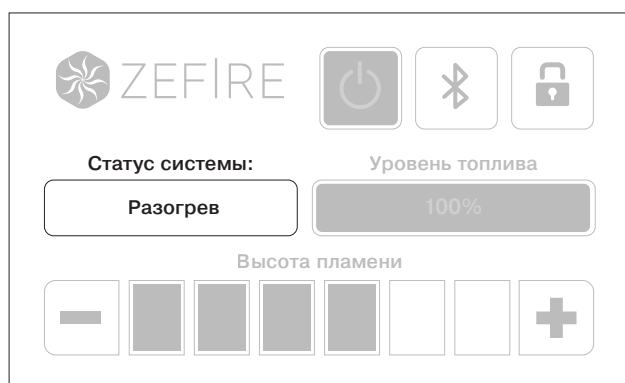 ZEFIRE
Статус системы:
Уровень топлива
Разогрев
100%
Высота пламени